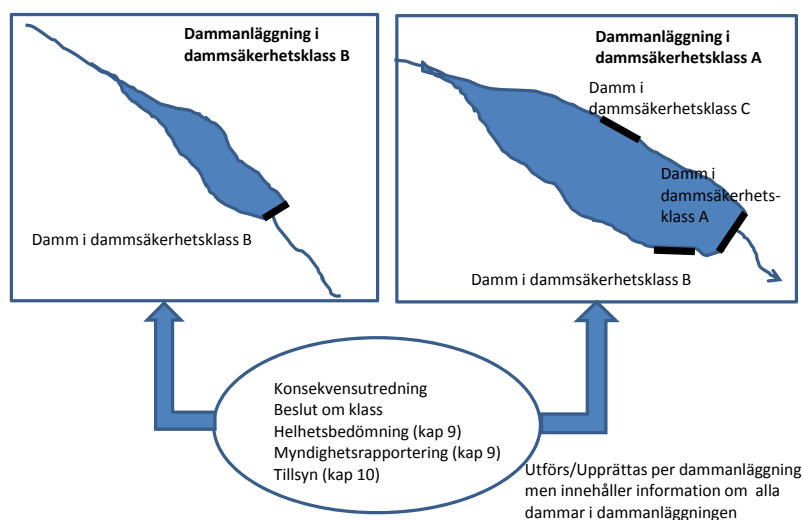 Dammanläggning i
dammsäkerhetsklass B
Damm i dammsäkerhetsklass B
Dammanläggning i
dammsäkerhetsklass A
Damm i
dammsäkerhetsklass C
Damm i
dammsäkerhets-
klass A
Damm i dammsäkerhetsklass B
Konsekvensutredning
Beslut om klass
Helhetsbedömning (kap 9)
Myndighetsrapportering (kap 9)
Tillsyn (kap 10)
Utförs/Upprättas per dammanläggning
men innehåller information om alla
dammar i dammanläggningen